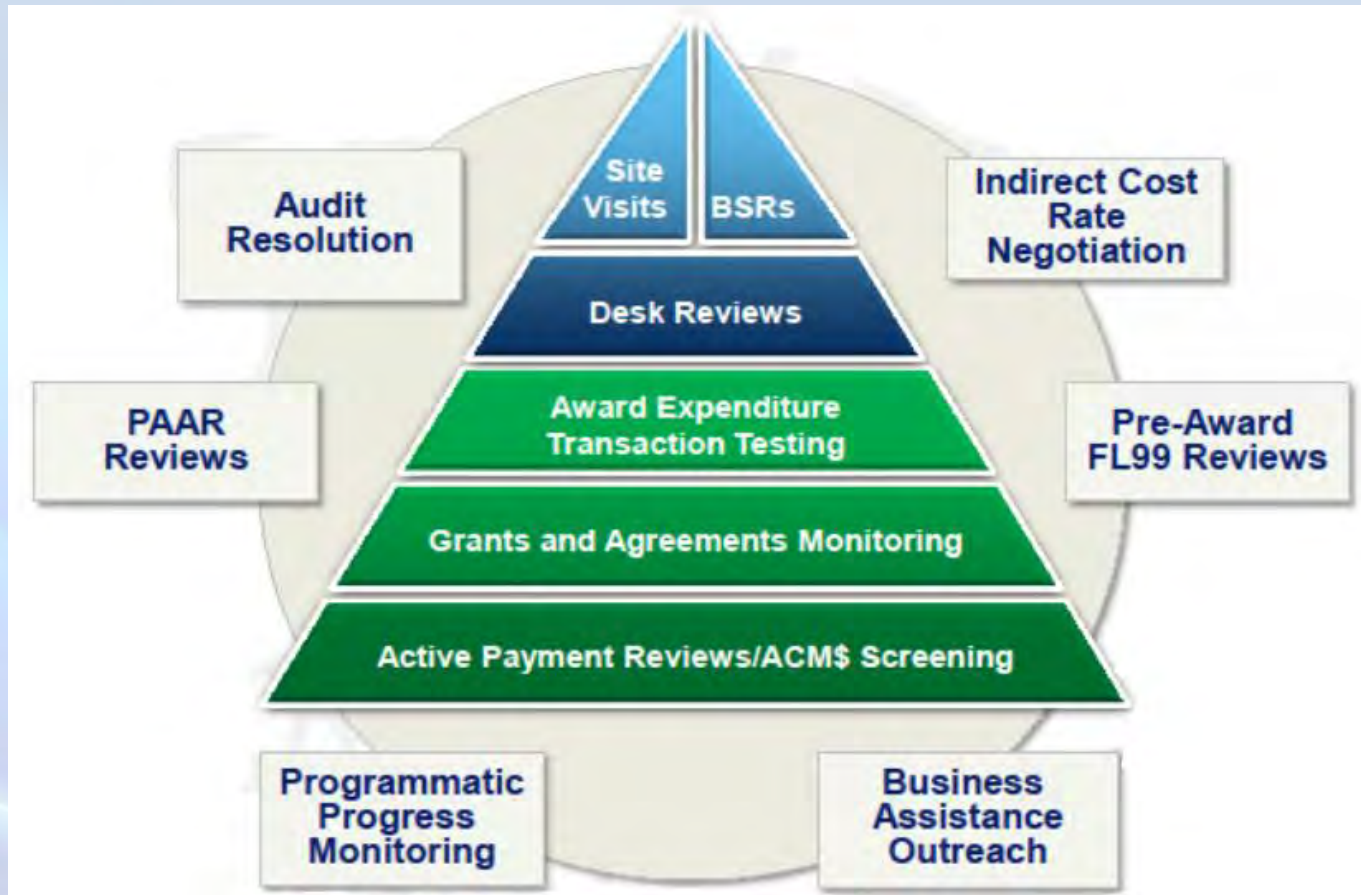 Site
Visits
BSRs
Audit
Resolution
Indirect Cost
Rate
Negotiation
Desk Reviews
PAAR
Reviews
Award Expenditure
Transaction Testing
Pre-Award
FL99 Reviews
Grants and Agreements Monitoring
Active Payment Reviews/ACM$ Screening
Programmatic
Progress
Monitoring
Business
Assistance
Outreach